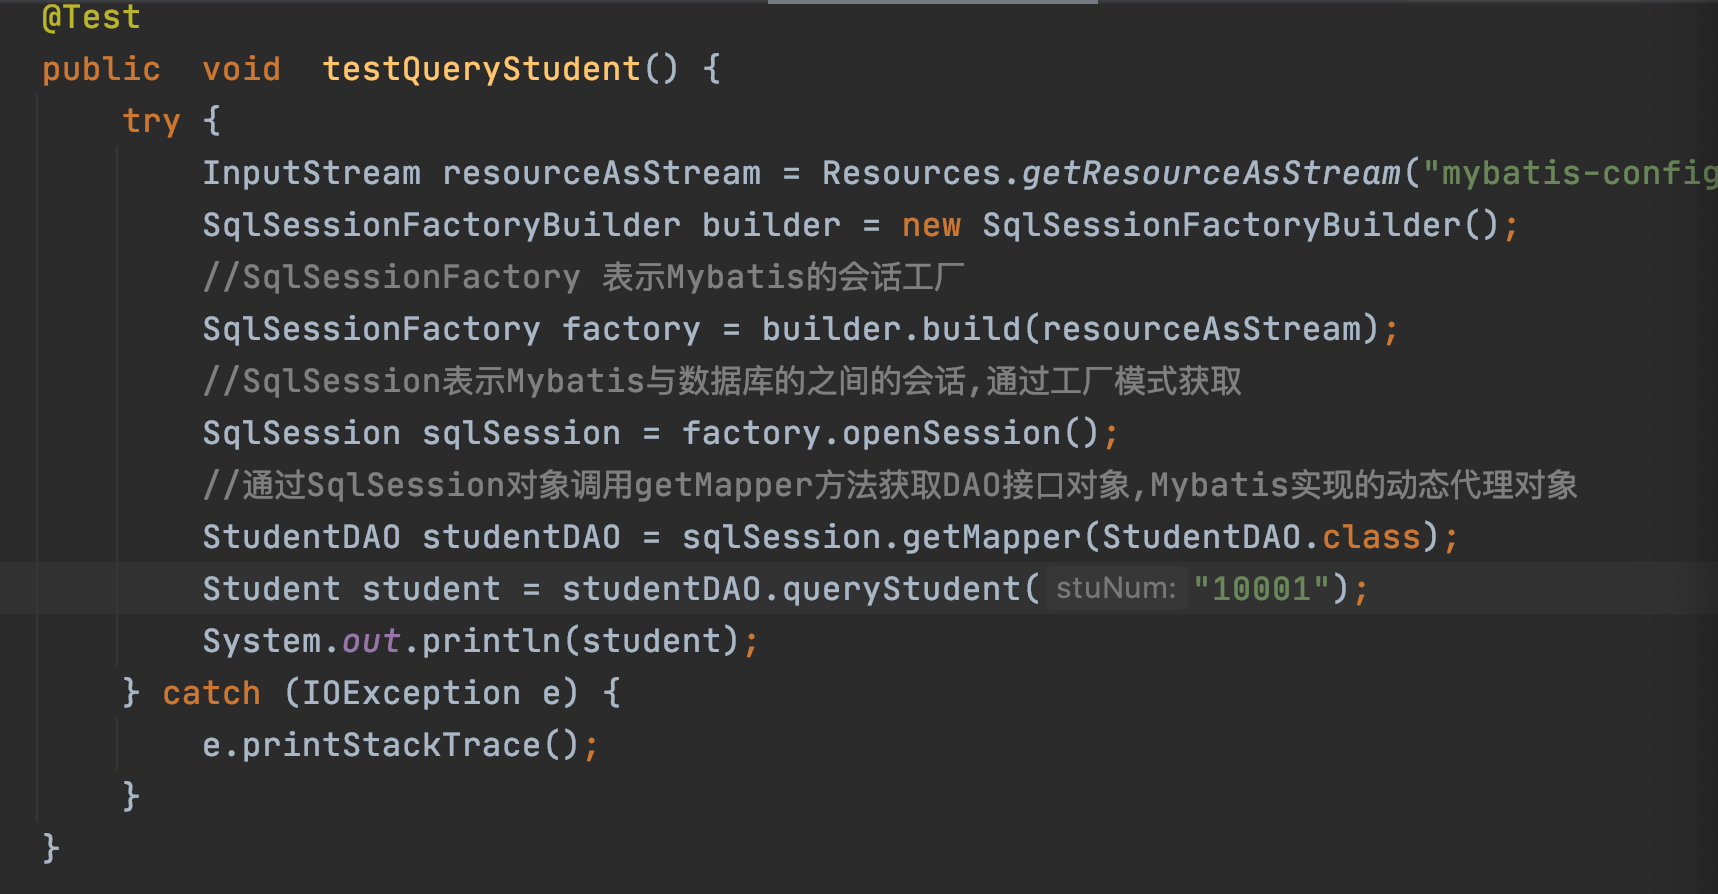 @Test
public void testQueryStudent() {
try {
InputStream resourceAsStream = Resources.getResourceAsStream("mybatis-config
SqlSessionFactoryBuilder builder = new SqlSessionFactoryBuilder();
//SqlSessionFactory 表示Mybatis的会话工厂
SqlSessionFactory factory = builder.build(resourceAsStream);
//SqlSession表示Mybatis与数据库的之间的会话,通过工厂模式获取
SqlSession sqlSession = factory.openSession();
//通过SqlSession对象调用getMapper方法获取DAO接口对象,Mybatis实现的动态代理对象
StudentDAO studentDAO = sqlSession.getMapper(StudentDAO.class);
Student student = studentDAO.queryStudent( stuNum: "10001");
System.out.println(student);
} catch (IOException e) {
e.printStackTrace();
}
}